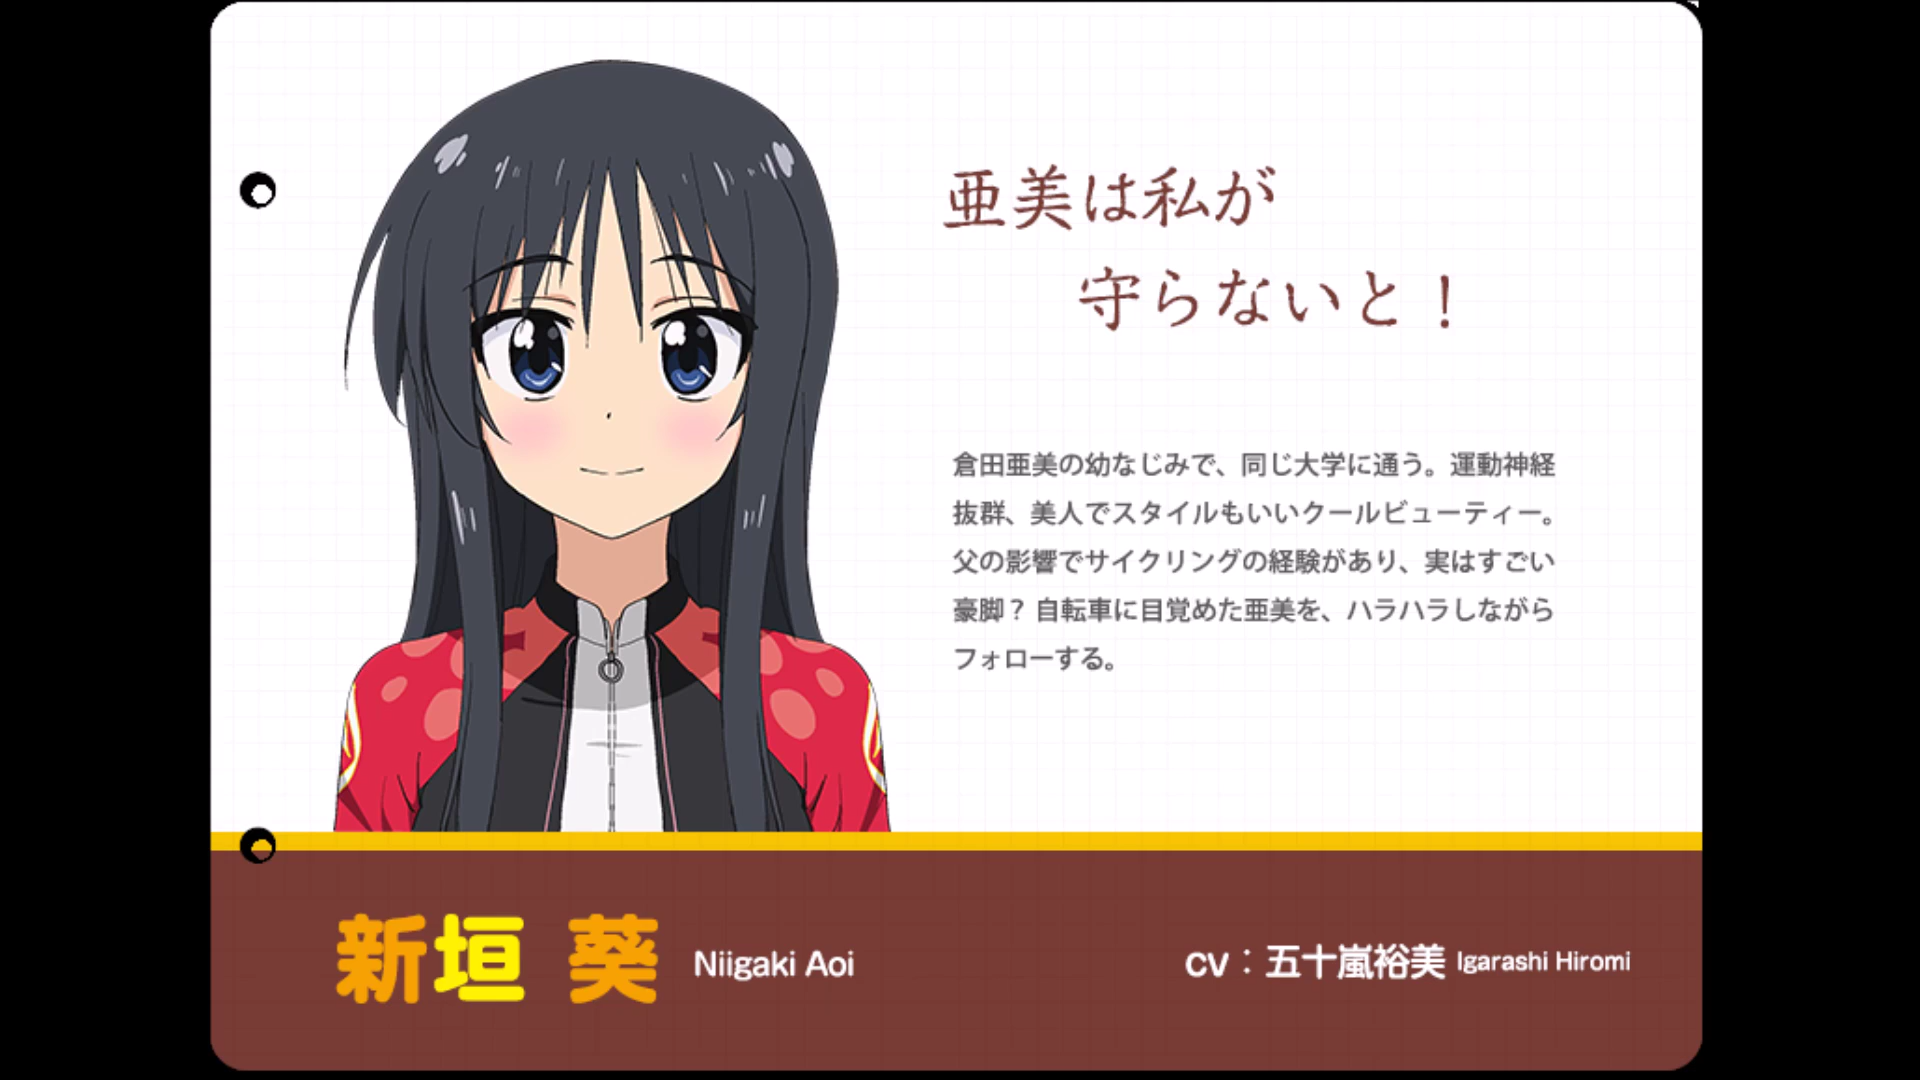 亜美は私が
守らないと！
倉田亜美の幼なじみで、同じ大学に通う。運動神経
抜群、美人でスタイルもいいクールビューティー。
父の影響でサイクリングの経験があり、実はすごい
豪脚？ 自転車に目覚めた亜美を、ハラハラしながら
フォローする。
新垣 葵 Niigaki Aoi
CV：五十嵐裕美 Igarashi Hiromi